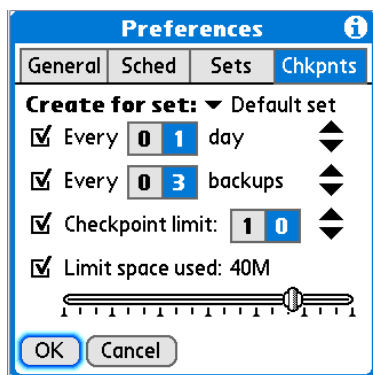 Preferences
General Sched Sets Chkpnts
Create for set: Default set
Every 0 1 day
Every 0 3 backups
Checkpoint limit: 1 0
Limit space used: 40M
OK Cancel